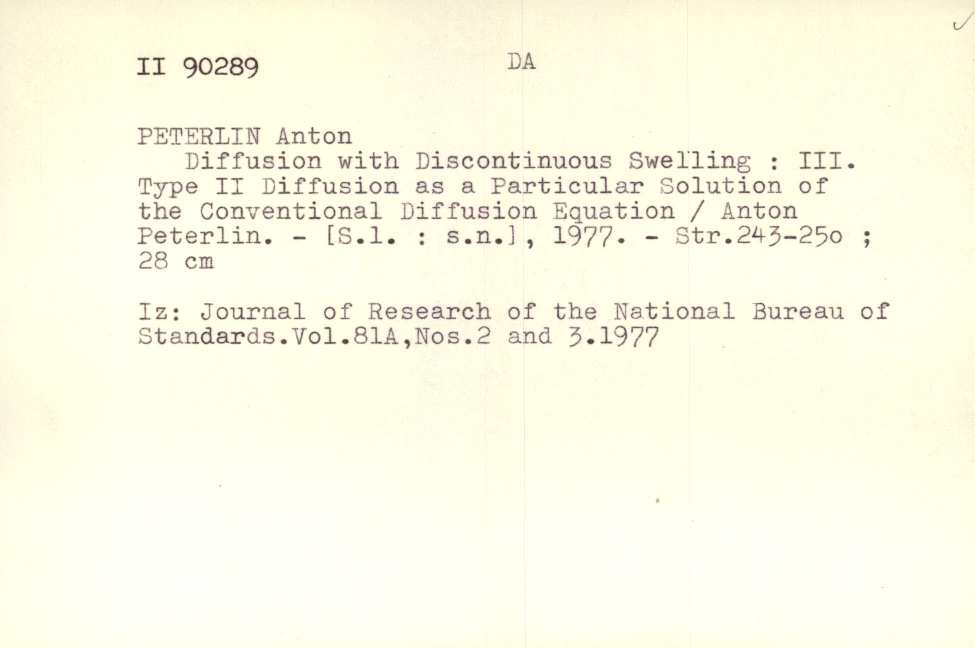 II 90289 DA
PETERLIN Anton
Diffusion with Discontinuous Swelling : III.
Type II Diffusion as a Particular Solution of
the Conventional Diffusion Equation / Anton
Peterlin. - [S.l. : s.n.], 1977. - Str.243-25o ;
28 cm
Iz: Journal of Research of the National Bureau of
Standards.Vol.81A,Nos.2 and 3.1977